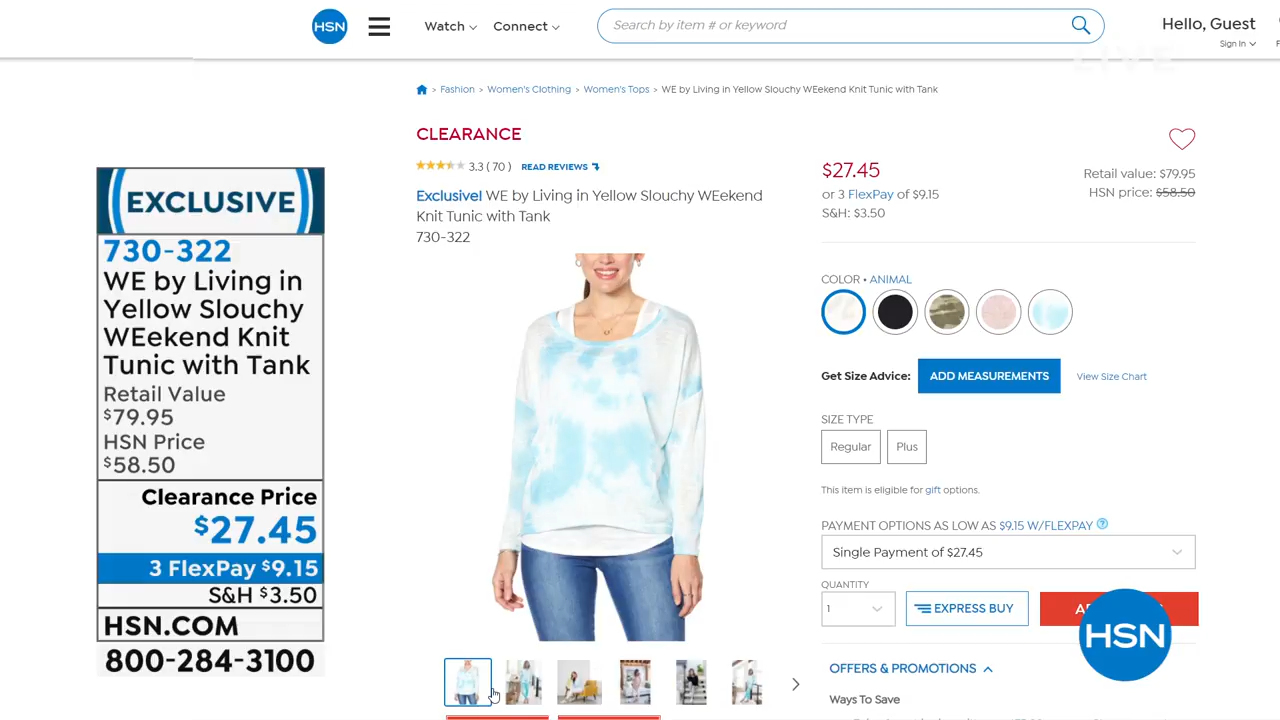 HSN
Watch
Connect
Search by item # or keyword
Hello, Guest
Sign In
LIVE
> Fashion > Women's Clothing > Women's Tops > WE by Living in Yellow Slouchy WEekend Knit Tunic with Tank
CLEARANCE
3.3 ( 70 ) READ REVIEWS
Exclusive! WE by Living in Yellow Slouchy WEekend
Knit Tunic with Tank
730-322
$27.45
or 3 FlexPay of $9.15
S&H: $3.50
Retail value: $79.95
HSN price: $58.50
COLOR • ANIMAL
Get Size Advice: ADD MEASUREMENTS View Size Chart
SIZE TYPE
Regular Plus
This item is eligible for gift options.
PAYMENT OPTIONS AS LOW AS $9.15 W/FLEXPAY ?
Single Payment of $27.45
QUANTITY
1
EXPRESS BUY
HSN
OFFERS & PROMOTIONS
Ways To Save
EXCLUSIVE
730-322
WE by Living in
Yellow Slouchy
WEekend Knit
Tunic with Tank
Retail Value
$79.95
HSN Price
$58.50
Clearance Price
$27.45
3 FlexPay $9.15
S&H $3.50
HSN.COM
800-284-3100